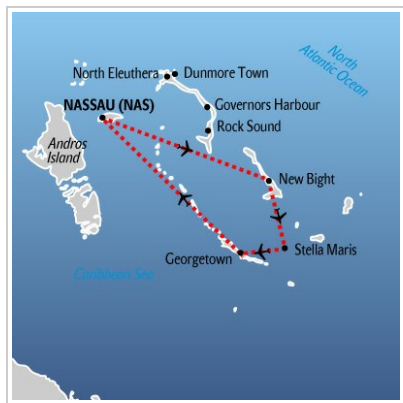 North
Atlantic Ocean
North Eleuthera
Dunmore Town
NASSAU (NAS)
Governors Harbour
Rock Sound
Andros
Island
New Bight
Georgetown
Stella Maris
Caribbean Sea